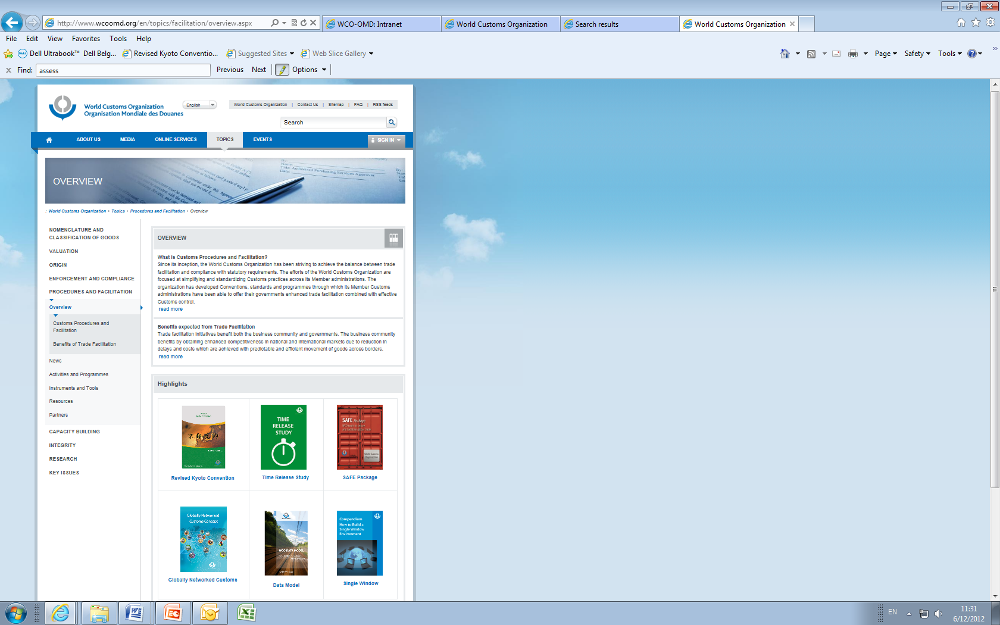 http://www.wcoomd.org/en/topics/facilitation/overview.aspx
WCO-OMD: Intranet
World Customs Organization
Search results
World Customs Organization
File Edit View Favorites Tools Help
Dell Ultrabook™ Dell Belg...
Revised Kyoto Conventio...
Suggested Sites
Web Slice Gallery
Page Safety Tools
Find: assess
Previous Next Options
World Customs Organization
Organisation Mondiale des Douanes
English
World Customs Organization | Contact Us | Sitemap | FAQ | RSS feeds
Search
ABOUT US MEDIA ONLINE SERVICES TOPICS EVENTS
SIGN IN
OVERVIEW
: World Customs Organization • Topics • Procedures and Facilitation • Overview
NOMENCLATURE AND
CLASSIFICATION OF GOODS
VALUATION
ORIGIN
ENFORCEMENT AND COMPLIANCE
PROCEDURES AND FACILITATION
Overview
Customs Procedures and
Facilitation
Benefits of Trade Facilitation
News
Activities and Programmes
Instruments and Tools
Resources
Partners
CAPACITY BUILDING
INTEGRITY
RESEARCH
KEY ISSUES
OVERVIEW
What is Customs Procedures and Facilitation?
Since its inception, the World Customs Organization has been striving to achieve the balance between trade
facilitation and compliance with statutory requirements. The efforts of the World Customs Organization are
focused at simplifying and standardizing Customs practices across its Member administrations. The
organization has developed Conventions, standards and programmes through which its Member Customs
administrations have been able to offer their governments enhanced trade facilitation combined with effective
Customs control.
read more
Benefits expected from Trade Facilitation
Trade facilitation initiatives benefit both the business community and governments. The business community
benefits by obtaining enhanced competitiveness in national and international markets due to reduction in
delays and costs which are achieved with predictable and efficient movement of goods across borders.
read more
Highlights
Revised Kyoto Convention
TIME
RELEASE
STUDY
Time Release Study
SAFE Package
SAFE Package
Globally Networked
Customs Concept
Globally Networked Customs
WCO DATA MODEL
Data Model
Compendium
How to Build a
Single Window
Environment
Single Window
EN
11:31
6/12/2012